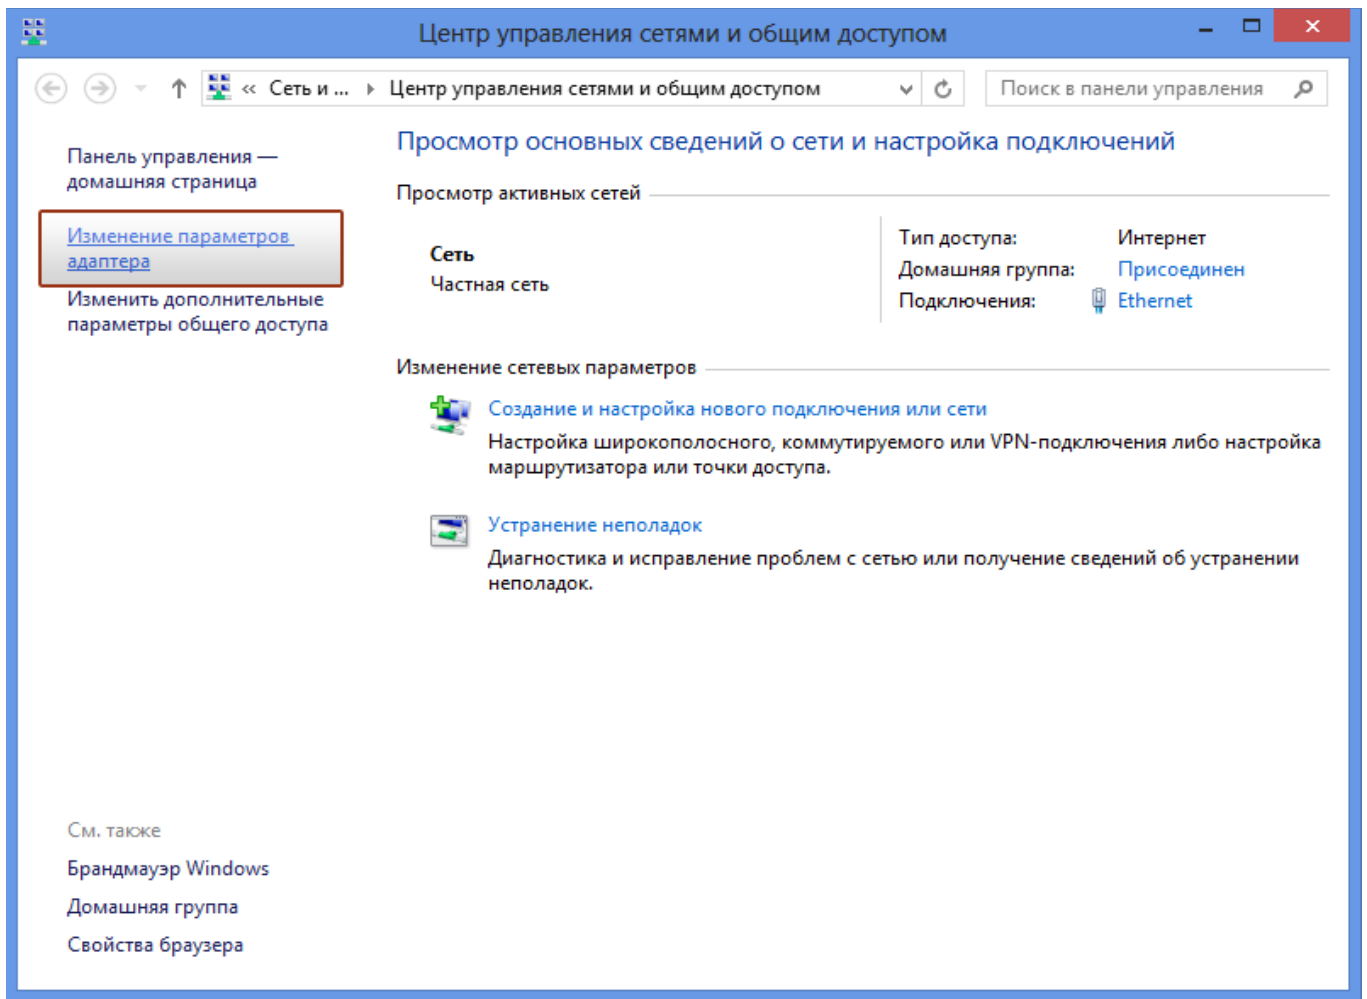 Центр управления сетями и общим доступом
« Сеть и ... Центр управления сетями и общим доступом
Поиск в панели управления
Панель управления —
домашняя страница
Изменение параметров
адаптера
Изменить дополнительные
параметры общего доступа
Просмотр основных сведений о сети и настройка подключений
Просмотр активных сетей
Сеть
Частная сеть
Тип доступа: Интернет
Домашняя группа: Присоединен
Подключения: Ethernet
Изменение сетевых параметров
Создание и настройка нового подключения или сети
Настройка широкополосного, коммутируемого или VPN-подключения либо настройка
маршрутизатора или точки доступа.
Устранение неполадок
Диагностика и исправление проблем с сетью или получение сведений об устранении
неполадок.
См. также
Брандмауэр Windows
Домашняя группа
Свойства браузера